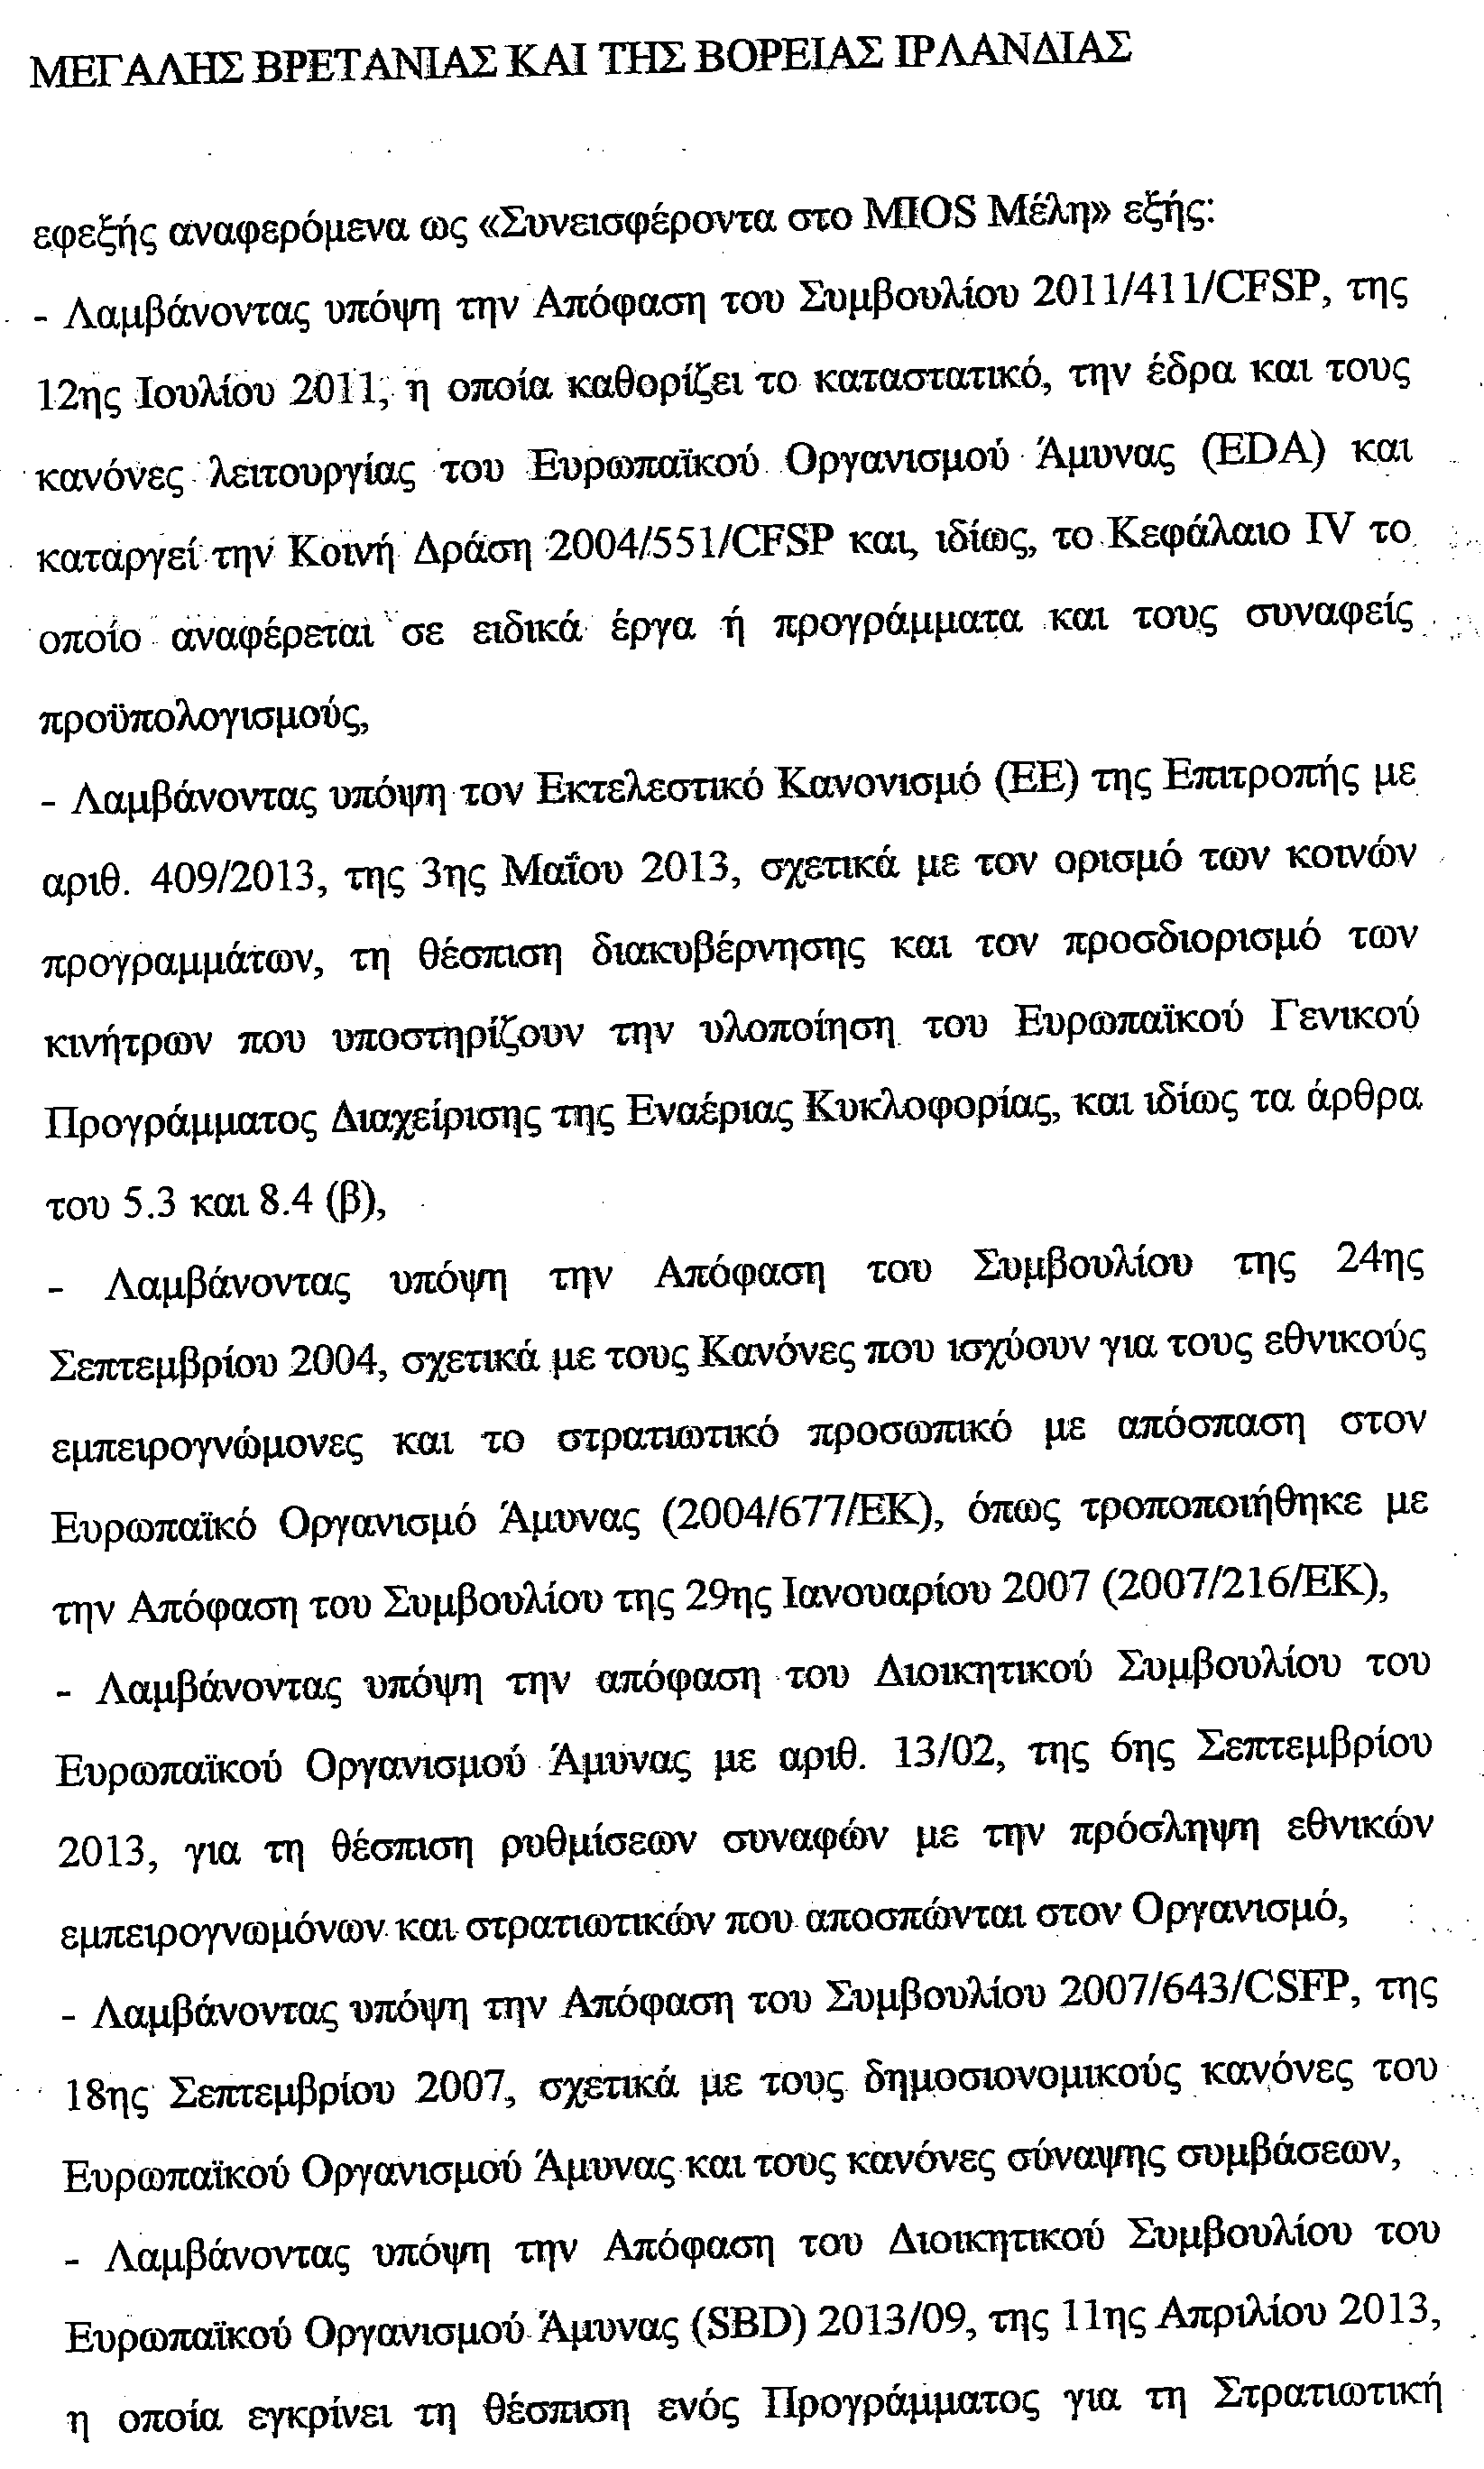 ΜΕΓΑΛΗΣ ΒΡΕΤΑΝΙΑΣ ΚΑΙ ΤΗΣ ΒΟΡΕΙΑΣ ΙΡΛΑΝΔΙΑΣ
εφεξής αναφερόμενα ως «Συνεισφέροντα στο MIOS Μέλη» εξής:
- Λαμβάνοντας υπόψη την Απόφαση του Συμβουλίου 2011/411/CFSP, της
12ης Ιουλίου 2011, η οποία καθορίζει το καταστατικό, την έδρα και τους
κανόνες λειτουργίας του Ευρωπαϊκού Οργανισμού Άμυνας (EDA) και
καταργεί την Κοινή Δράση 2004/551/CFSP και, ιδίως, το Κεφάλαιο IV το
οποίο αναφέρεται σε ειδικά έργα ή προγράμματα και τους συναφείς
προϋπολογισμούς,
- Λαμβάνοντας υπόψη τον Εκτελεστικό Κανονισμό (ΕΕ) της Επιτροπής με
αριθ. 409/2013, της 3ης Μαΐου 2013, σχετικά με τον ορισμό των κοινών
προγραμμάτων, τη θέσπιση διακυβέρνησης και τον προσδιορισμό των
κινήτρων που υποστηρίζουν την υλοποίηση του Ευρωπαϊκού Γενικού
Προγράμματος Διαχείρισης της Εναέριας Κυκλοφορίας, και ιδίως τα άρθρα
του 5.3 και 8.4 (β),
- Λαμβάνοντας υπόψη την Απόφαση του Συμβουλίου της 24ης
Σεπτεμβρίου 2004, σχετικά με τους Κανόνες που ισχύουν για τους εθνικούς
εμπειρογνώμονες και το στρατιωτικό προσωπικό με απόσπαση στον
Ευρωπαϊκό Οργανισμό Άμυνας (2004/677/ΕΚ), όπως τροποποιήθηκε με
την Απόφαση του Συμβουλίου της 29ης Ιανουαρίου 2007 (2007/216/ΕΚ),
- Λαμβάνοντας υπόψη την απόφαση του Διοικητικού Συμβουλίου του
Ευρωπαϊκού Οργανισμού Άμυνας με αριθ. 13/02, της 6ης Σεπτεμβρίου
2013, για τη θέσπιση ρυθμίσεων συναφών με την πρόσληψη εθνικών
εμπειρογνωμόνων και στρατιωτικών που αποσπώνται στον Οργανισμό,
- Λαμβάνοντας υπόψη την Απόφαση του Συμβουλίου 2007/643/CSFP, της
18ης Σεπτεμβρίου 2007, σχετικά με τους δημοσιονομικούς κανόνες του
Ευρωπαϊκού Οργανισμού Άμυνας και τους κανόνες σύναψης συμβάσεων,
- Λαμβάνοντας υπόψη την Απόφαση του Διοικητικού Συμβουλίου του
Ευρωπαϊκού Οργανισμού Άμυνας (SBD) 2013/09, της 11ης Απριλίου 2013,
η οποία εγκρίνει τη θέσπιση ενός Προγράμματος για τη Στρατιωτική